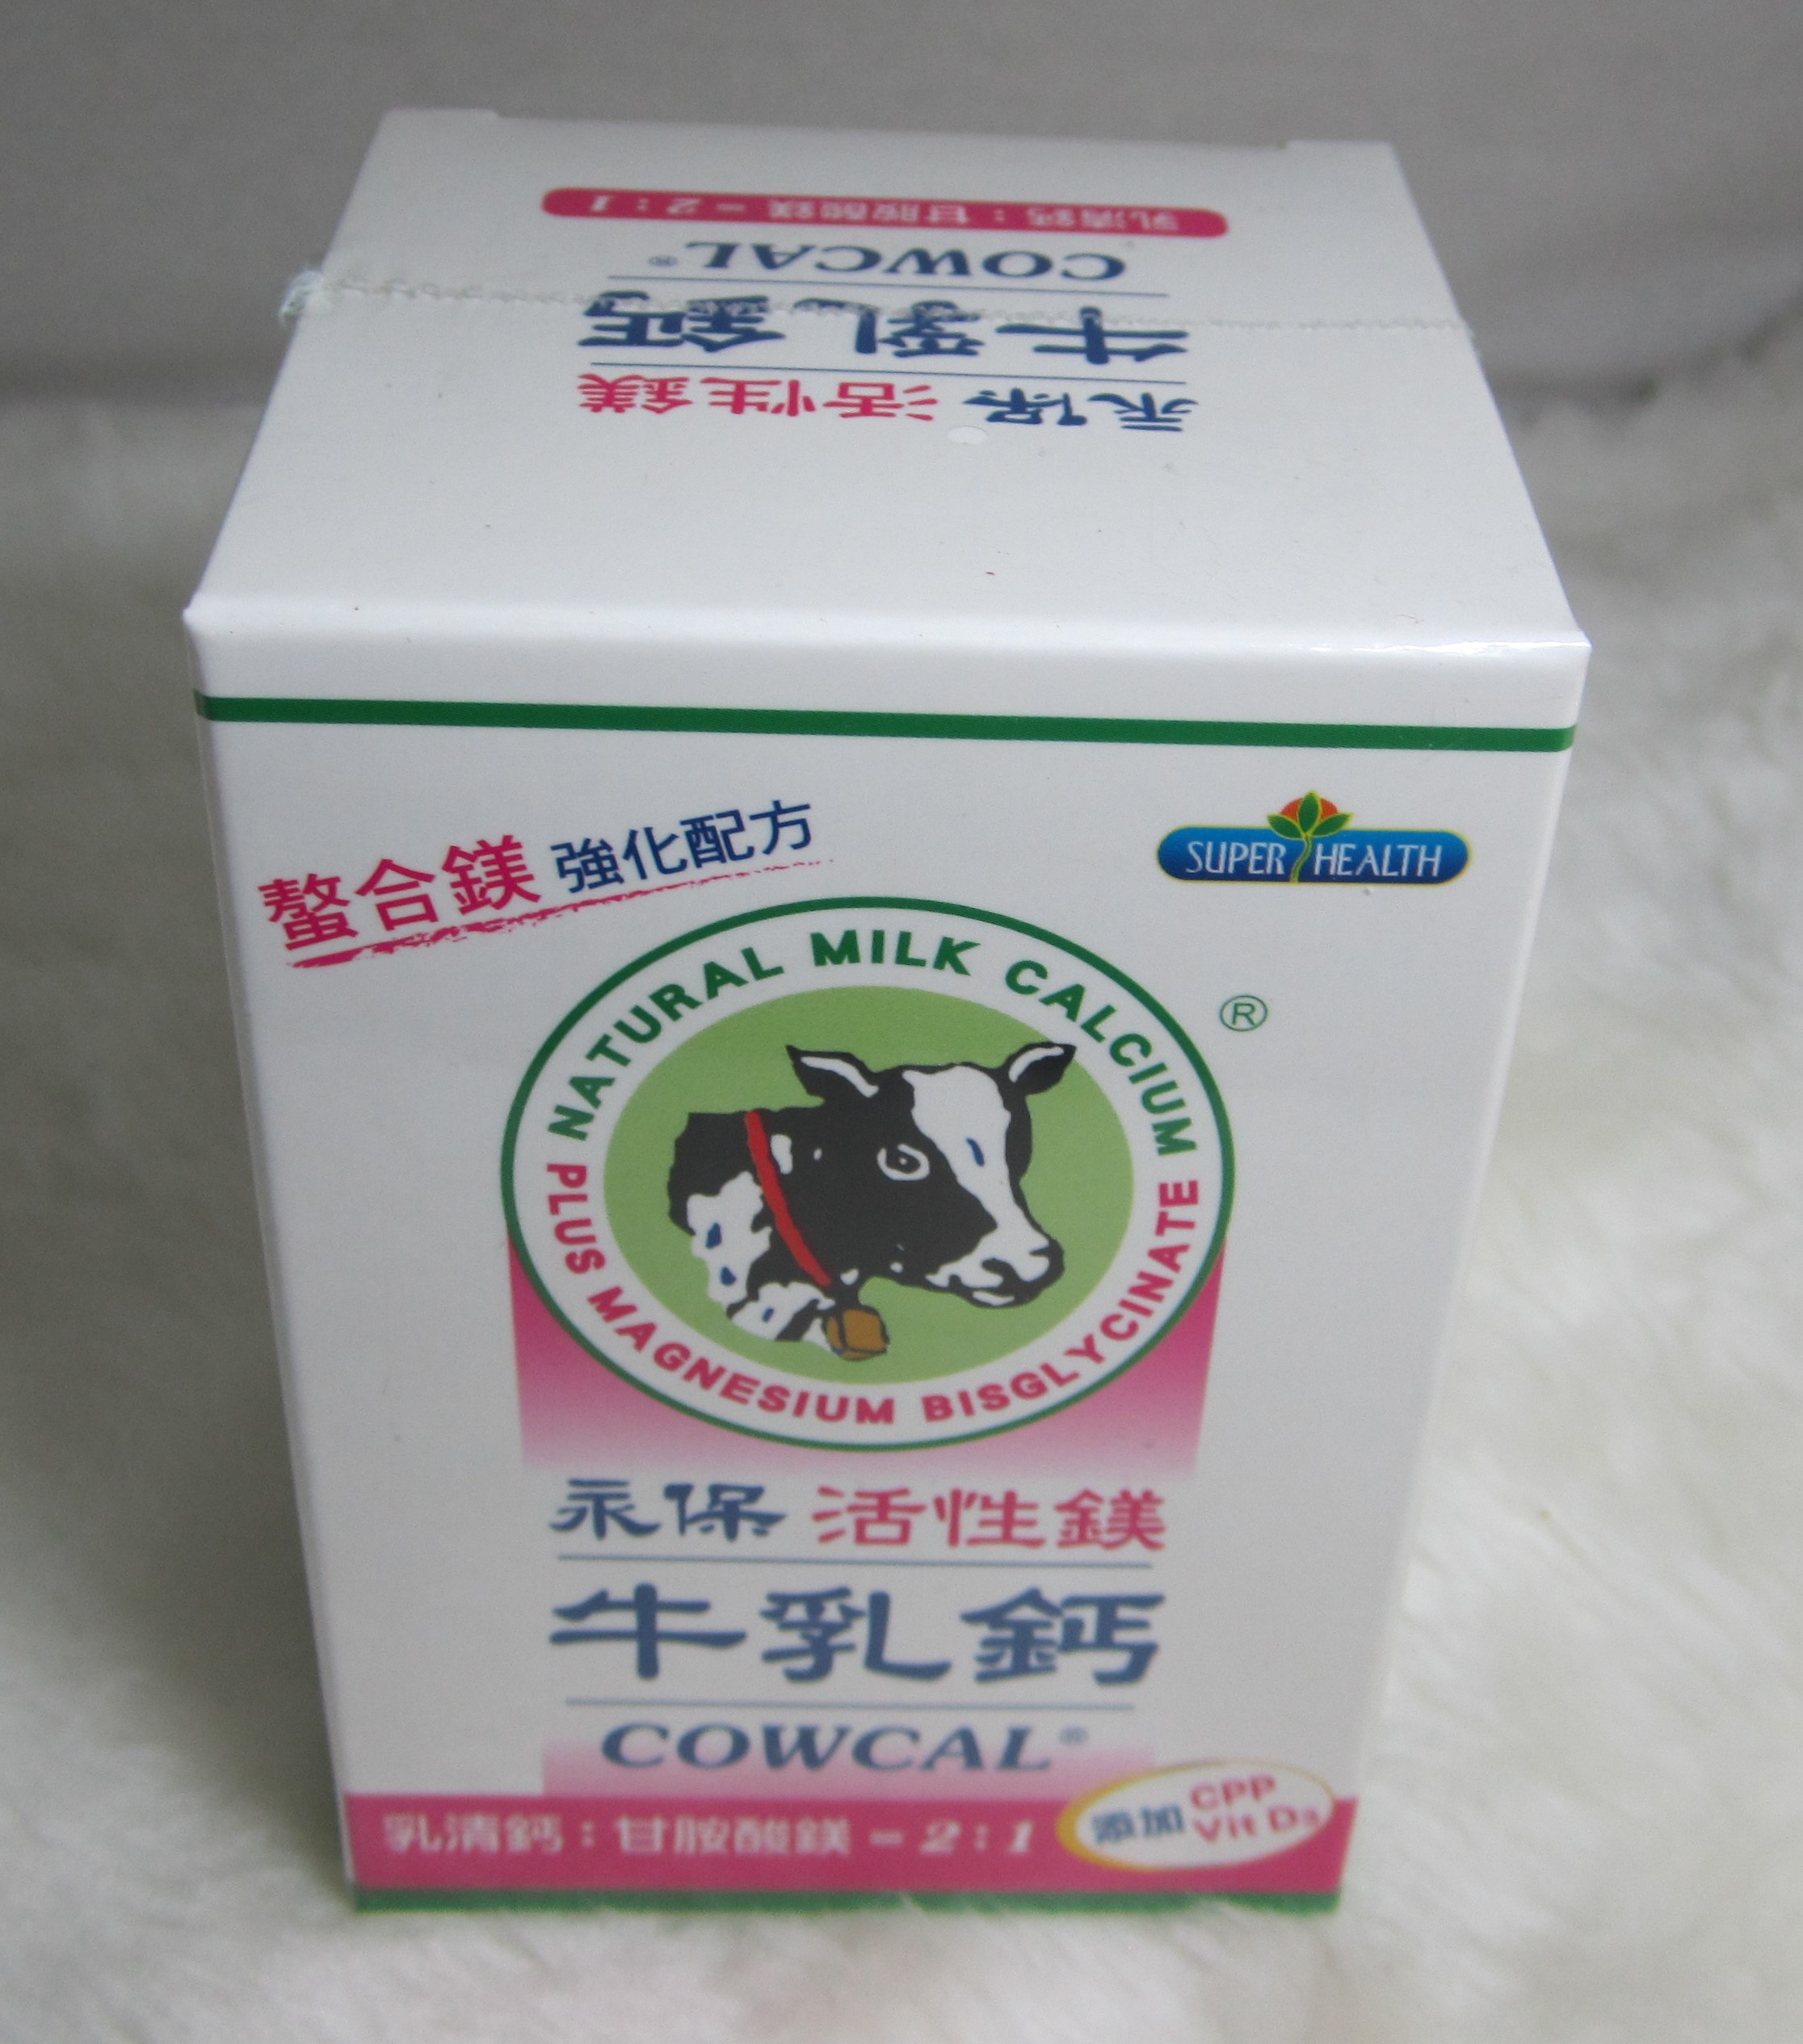 乳清鈣：甘胺酸鎂=2:1
COWCAL®
牛乳鈣
永保 活性鎂
螯合鎂 強化配方
SUPER HEALTH
NATURAL MILK CALCIUM
®
PLUS MAGNESIUM BISGLYCINATE
永保 活性鎂
牛乳鈣
COWCAL®
乳清鈣：甘胺酸鎂=2:1
添加 CPP
Vit D3